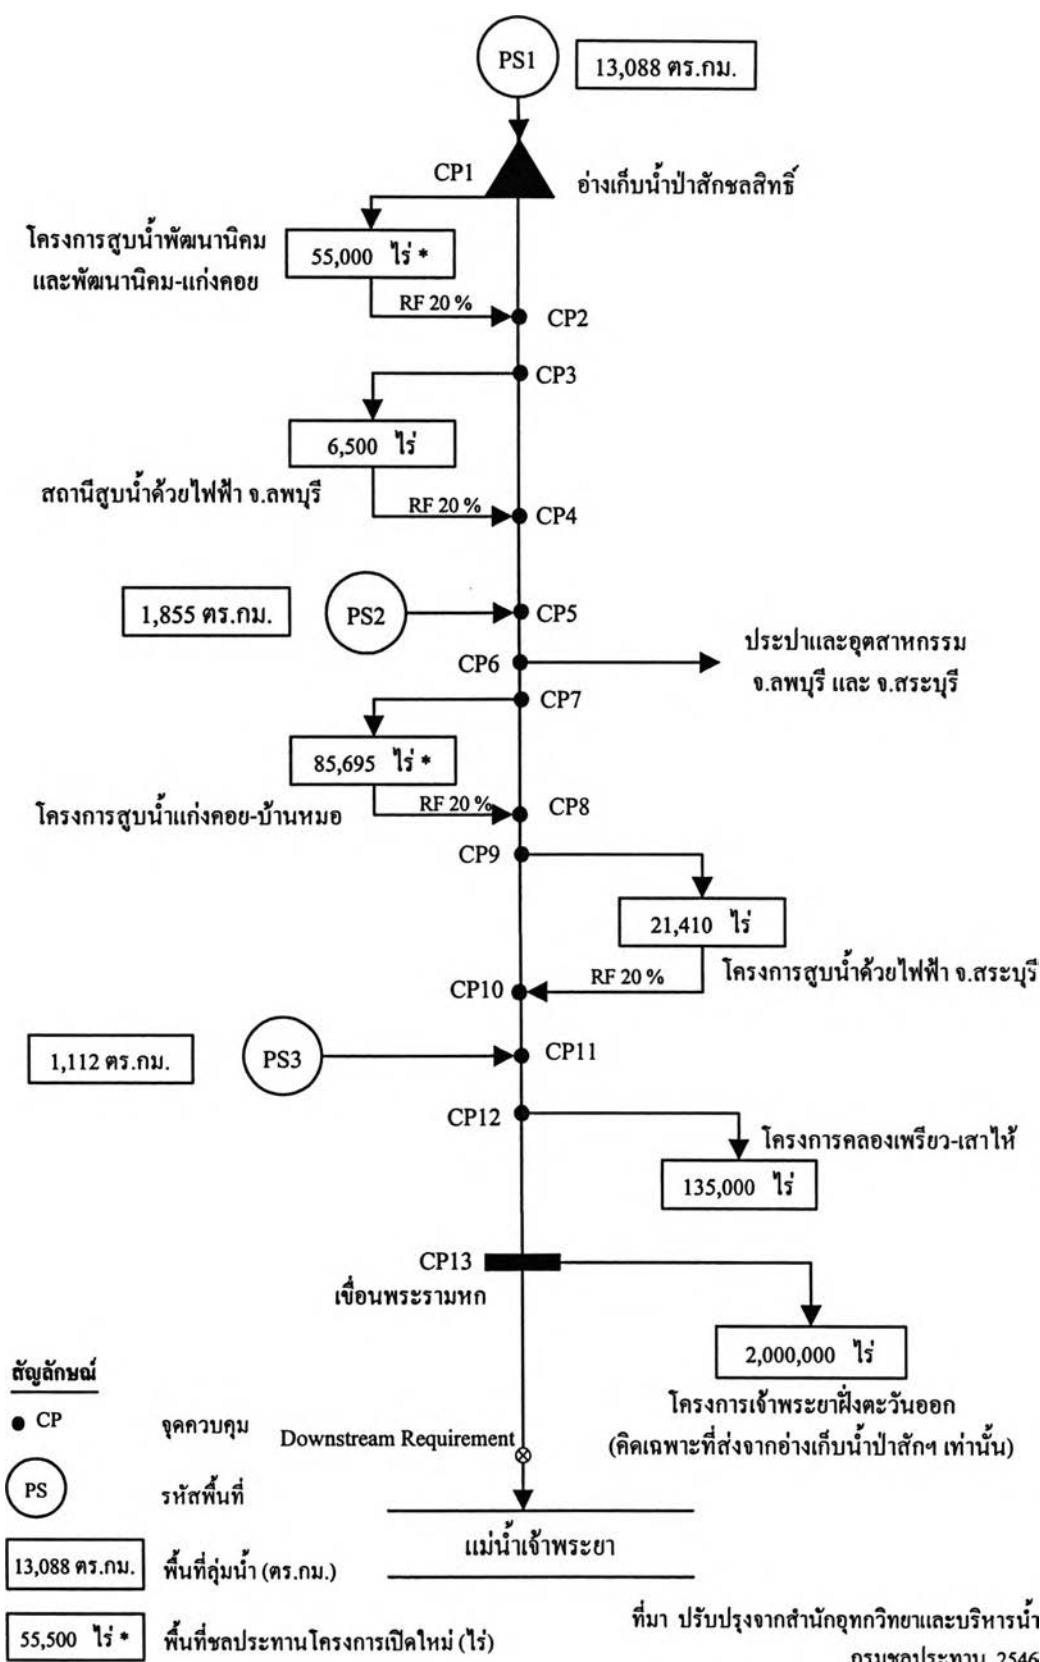 PS1
13,088 ตร.กม.
CP1
อ่างเก็บน้ำป่าสักชลสิทธิ์
โครงการสูบน้ำพัฒนานิคม
และพัฒนานิคม-แก่งคอย
55,000 ไร่ *
RF 20 %
CP2
CP3
6,500 ไร่
สถานีสูบน้ำด้วยไฟฟ้า จ.ลพบุรี
RF 20 %
CP4
1,855 ตร.กม.
PS2
CP5
CP6
ประปาและอุตสาหกรรม
จ.ลพบุรี และ จ.สระบุรี
CP7
85,695 ไร่ *
โครงการสูบน้ำแก่งคอย-บ้านหมอ
RF 20 %
CP8
CP9
21,410 ไร่
โครงการสูบน้ำด้วยไฟฟ้า จ.สระบุรี
RF 20 %
CP10
1,112 ตร.กม.
PS3
CP11
CP12
โครงการคลองเพรียว-เสาไห้
135,000 ไร่
CP13
เขื่อนพระรามหก
2,000,000 ไร่
โครงการเจ้าพระยาฝั่งตะวันออก
(คิดเฉพาะที่ส่งจากอ่างเก็บน้ำป่าสักฯ เท่านั้น)
Downstream Requirement
แม่น้ำเจ้าพระยา
สัญลักษณ์
CP จุดควบคุม
PS รหัสพื้นที่
13,088 ตร.กม. พื้นที่ลุ่มน้ำ (ตร.กม.)
55,500 ไร่ * พื้นที่ชลประทานโครงการเปิดใหม่ (ไร่)
ที่มา ปรับปรุงจากสำนักอุทกวิทยาและบริหารน้ำ
กรมชลประทาน, 2546